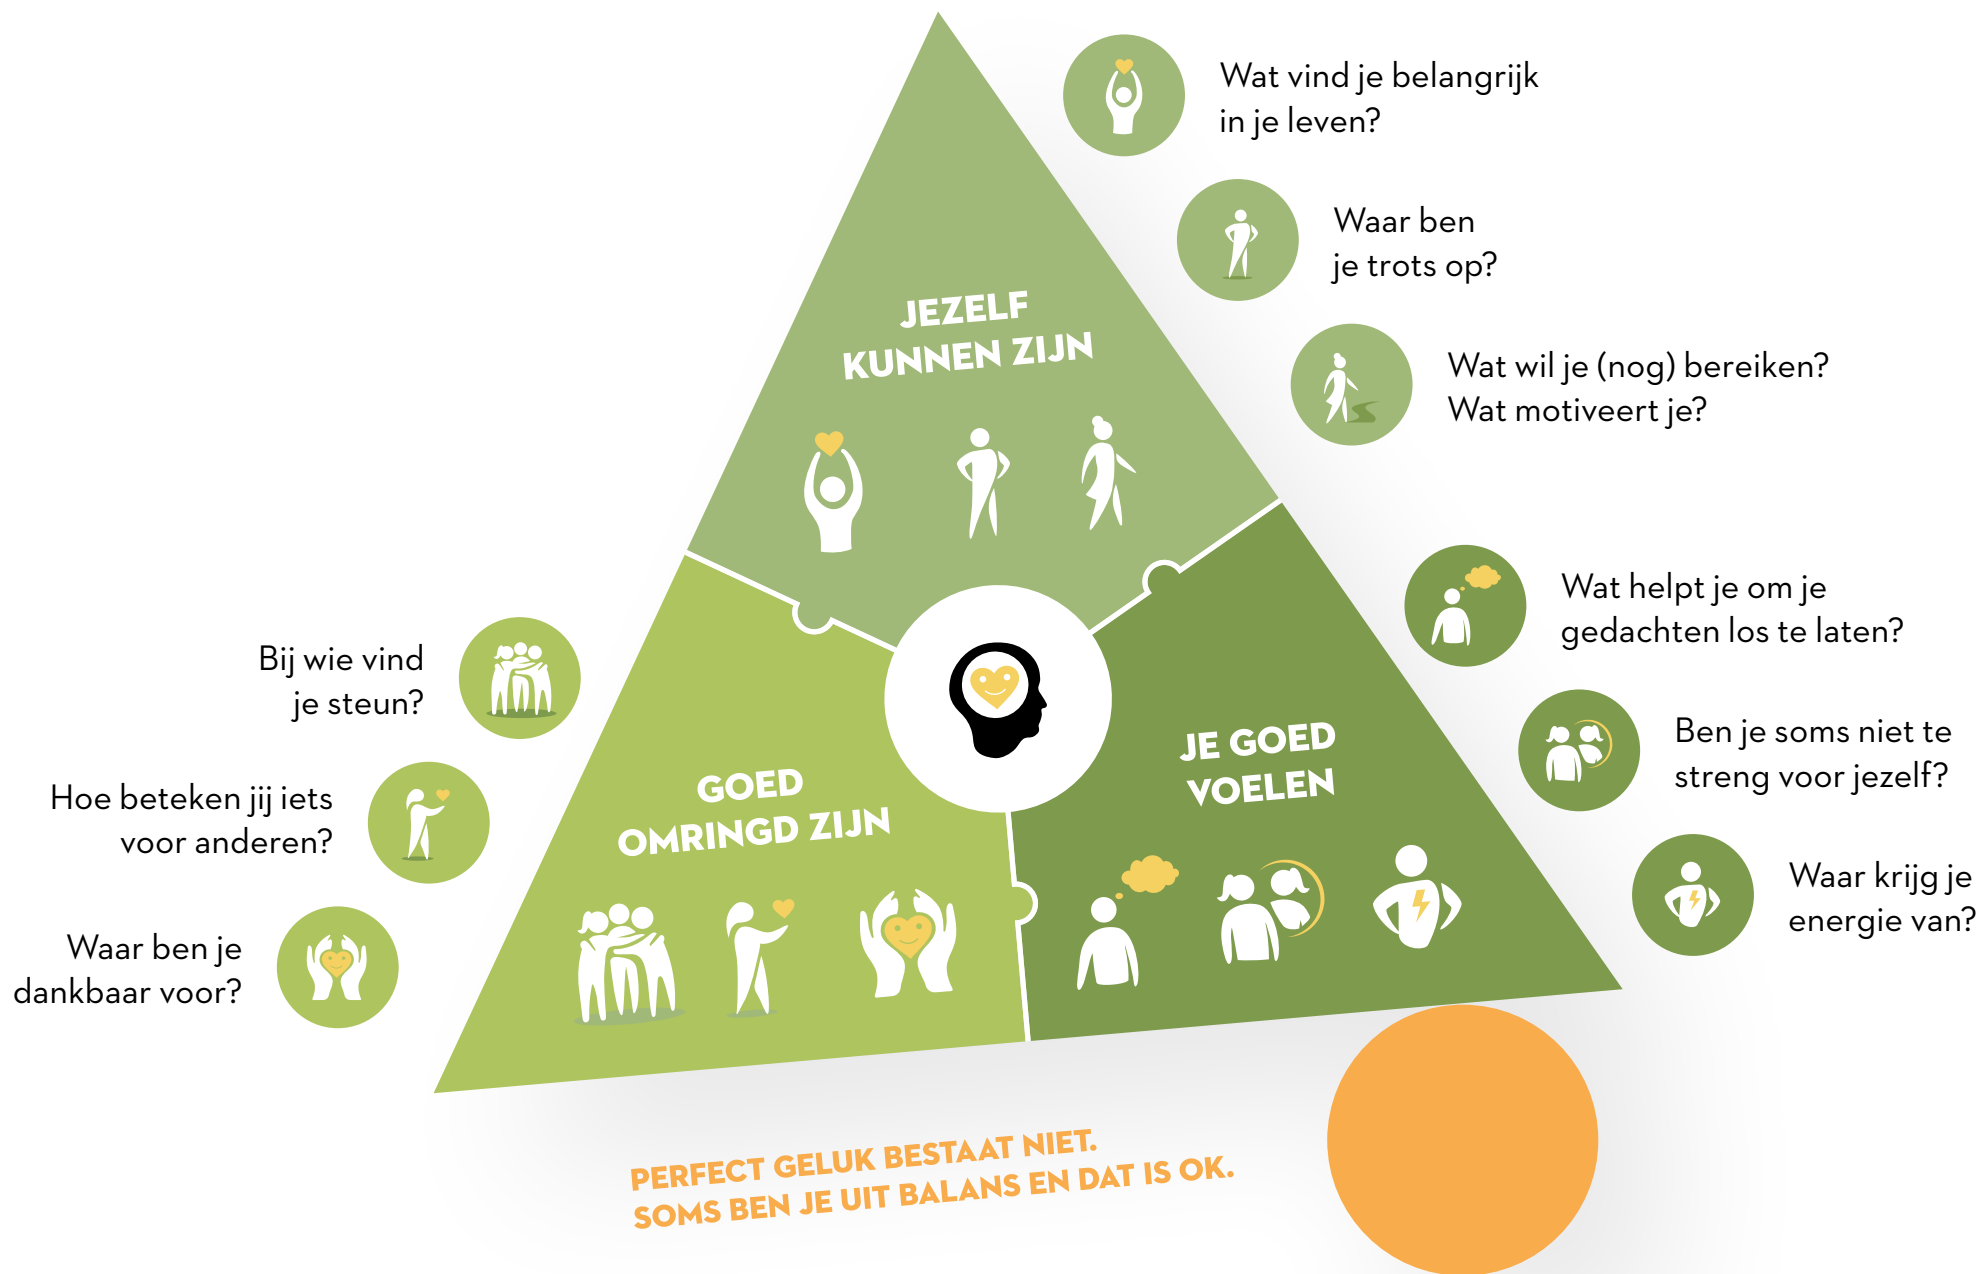 Wat vind je belangrijk
in je leven?
Waar ben
je trots op?
Wat wil je (nog) bereiken?
Wat motiveert je?
JEZELF
KUNNEN ZIJN
Wat helpt je om je
gedachten los te laten?
Ben je soms niet te
streng voor jezelf?
Waar krijg je
energie van?
JE GOED
VOELEN
Bij wie vind
je steun?
Hoe beteken jij iets
voor anderen?
Waar ben je
dankbaar voor?
GOED
OMRINGD ZIJN
PERFECT GELUK BESTAAT NIET.
SOMS BEN JE UIT BALANS EN DAT IS OK.